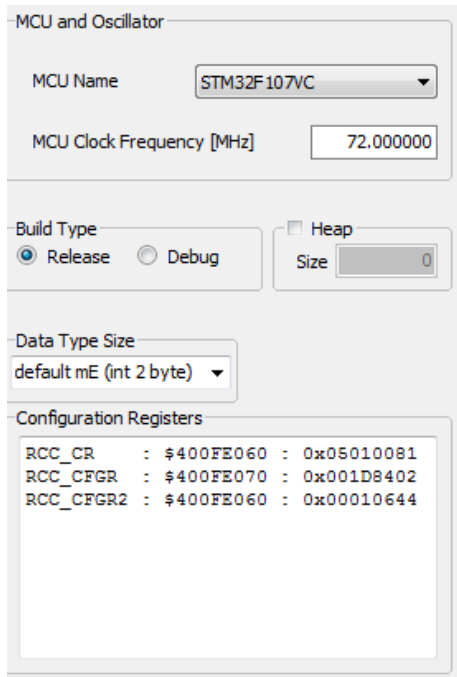 MCU and Oscillator
MCU Name STM32F107VC
MCU Clock Frequency [MHz] 72.000000
Build Type
Release Debug
Heap
Size 0
Data Type Size
default mE (int 2 byte)
Configuration Registers
RCC_CR : $400FE060 : 0x05010081
RCC_CFGR : $400FE070 : 0x001D8402
RCC_CFGR2 : $400FE060 : 0x00010644